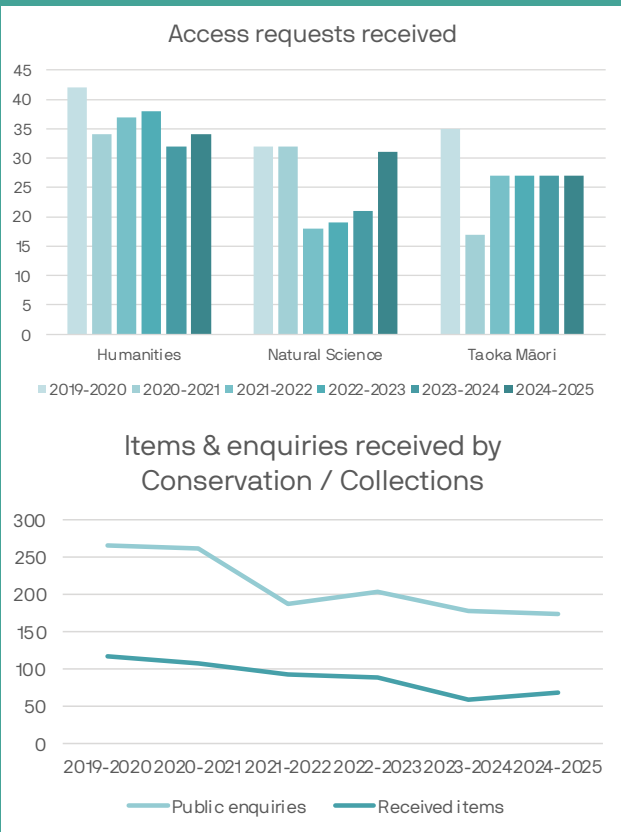 Access requests received
45
40
35
30
25
20
15
10
5
0
Humanities Natural Science Taoka Māori
2019-2020 2020-2021 2021-2022 2022-2023 2023-2024 2024-2025
Items & enquiries received by
Conservation / Collections
300
250
200
150
100
50
0
2019-2020 2020-2021 2021-2022 2022-2023 2023-2024 2024-2025
Public enquiries Received items